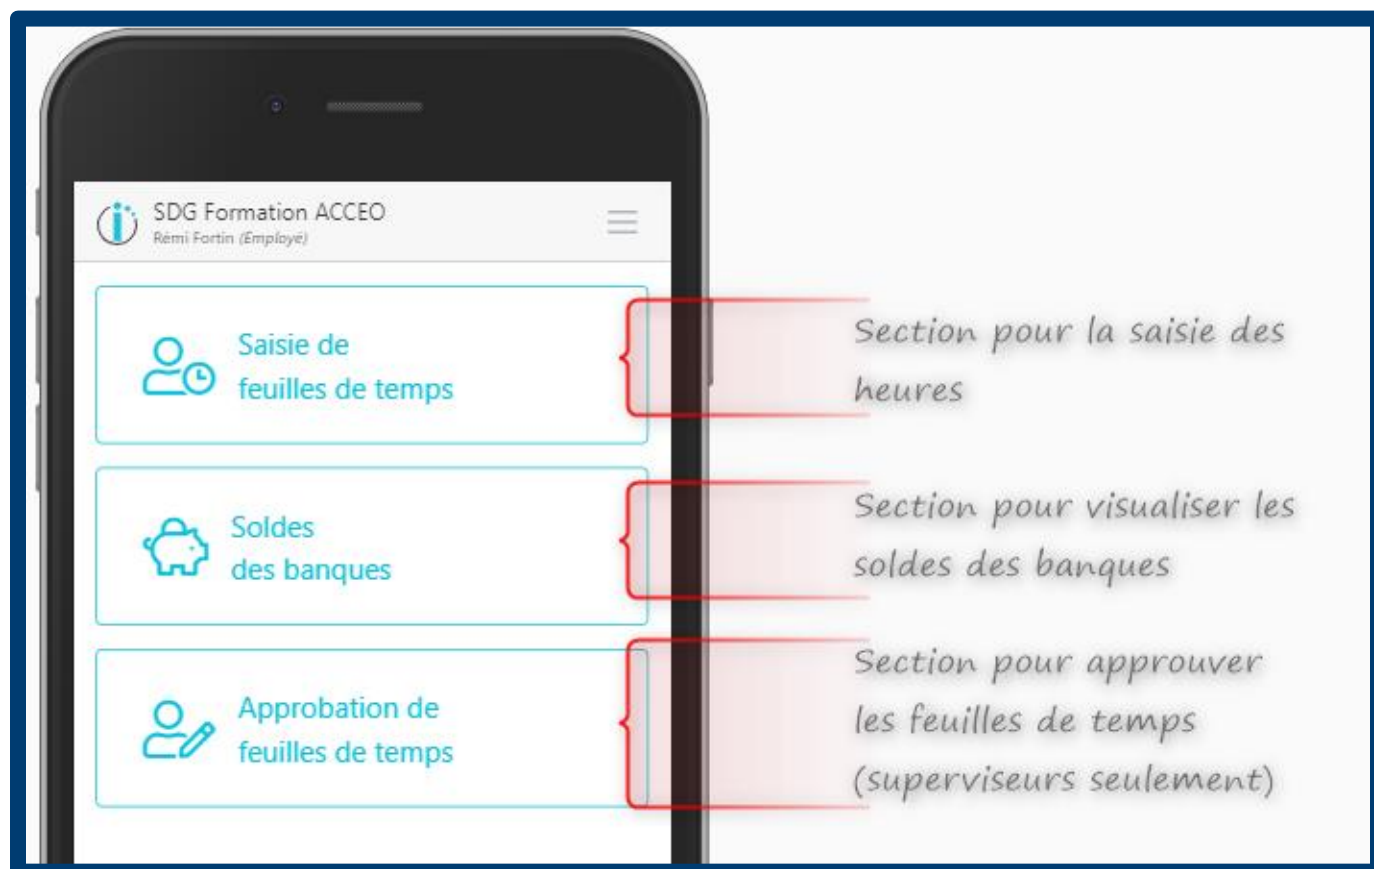 SDG Formation ACCEO
Rémi Fortin (Employé)
Saisie de
feuilles de temps
Section pour la saisie des
heures
Soldes
des banques
Section pour visualiser les
soldes des banques
Approbation de
feuilles de temps
Section pour approuver
les feuilles de temps
(superviseurs seulement)